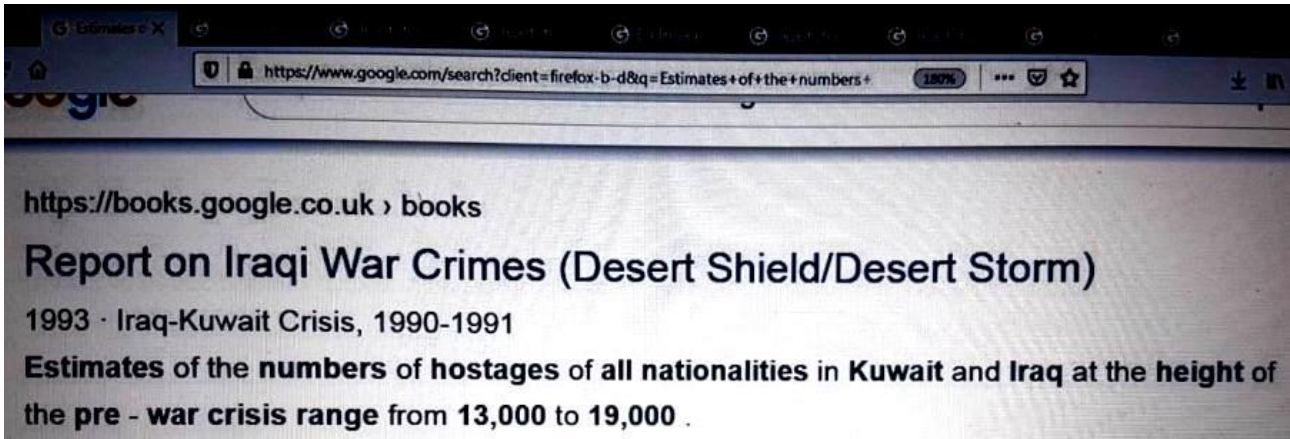 Estimates o
https://www.google.com/search?client=firefox-b-d&q=Estimates+of+the+numbers+
180%
https://books.google.co.uk › books
Report on Iraqi War Crimes (Desert Shield/Desert Storm)
1993 · Iraq-Kuwait Crisis, 1990-1991
Estimates of the numbers of hostages of all nationalities in Kuwait and Iraq at the height of
the pre - war crisis range from 13,000 to 19,000 .